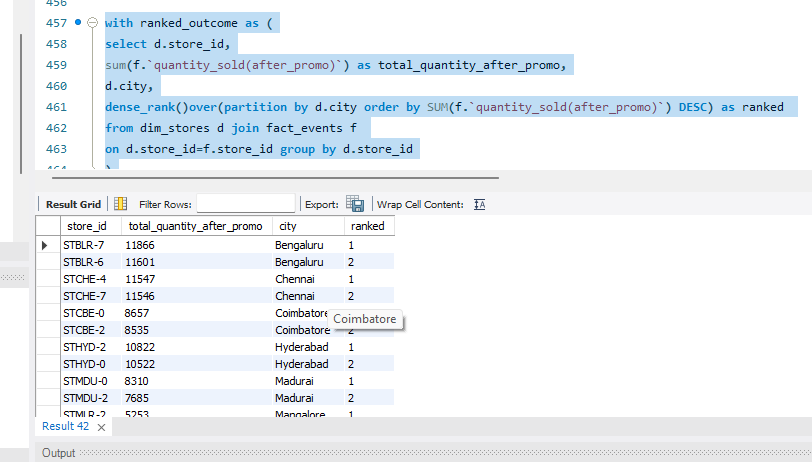 456
457 with ranked_outcome as (
458 select d.store_id,
459 sum(f.`quantity_sold(after_promo)`) as total_quantity_after_promo,
460 d.city,
461 dense_rank()over(partition by d.city order by SUM(f.`quantity_sold(after_promo)`) DESC) as ranked
462 from dim_stores d join fact_events f
463 on d.store_id=f.store_id group by d.store_id
464 )
Result Grid Filter Rows: Export: Wrap Cell Content:
store_id total_quantity_after_promo city ranked
STBLR-7 11866 Bengaluru 1
STBLR-6 11601 Bengaluru 2
STCHE-4 11547 Chennai 1
STCHE-7 11546 Chennai 2
STCBE-0 8657 Coimbatore
Coimbatore
STCBE-2 8535 Coimbatore 2
STHYD-2 10822 Hyderabad 1
STHYD-0 10522 Hyderabad 2
STMDU-0 8310 Madurai 1
STMDU-2 7685 Madurai 2
STMLR-2 5253 Mangalore 1
Result 42
Output